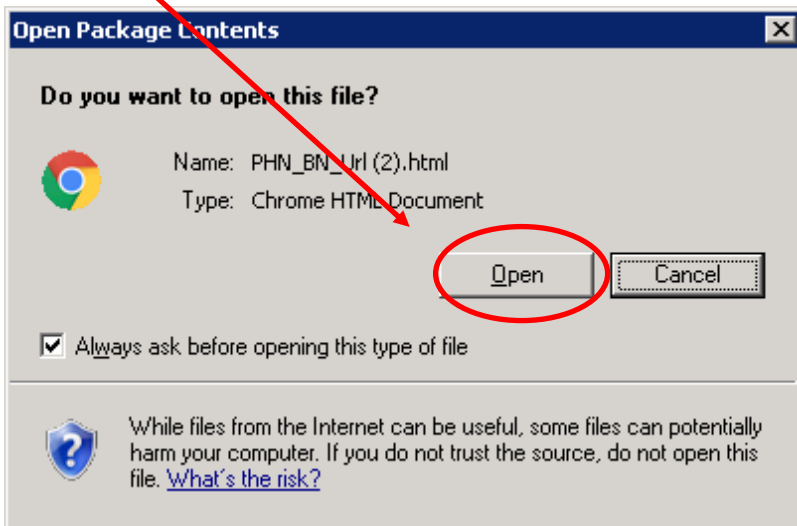 Open Package Contents
Do you want to open this file?
Name: PHN_BN_Url (2).html
Type: Chrome HTML Document
Open Cancel
Always ask before opening this type of file
While files from the Internet can be useful, some files can potentially
harm your computer. If you do not trust the source, do not open this
file. What's the risk?